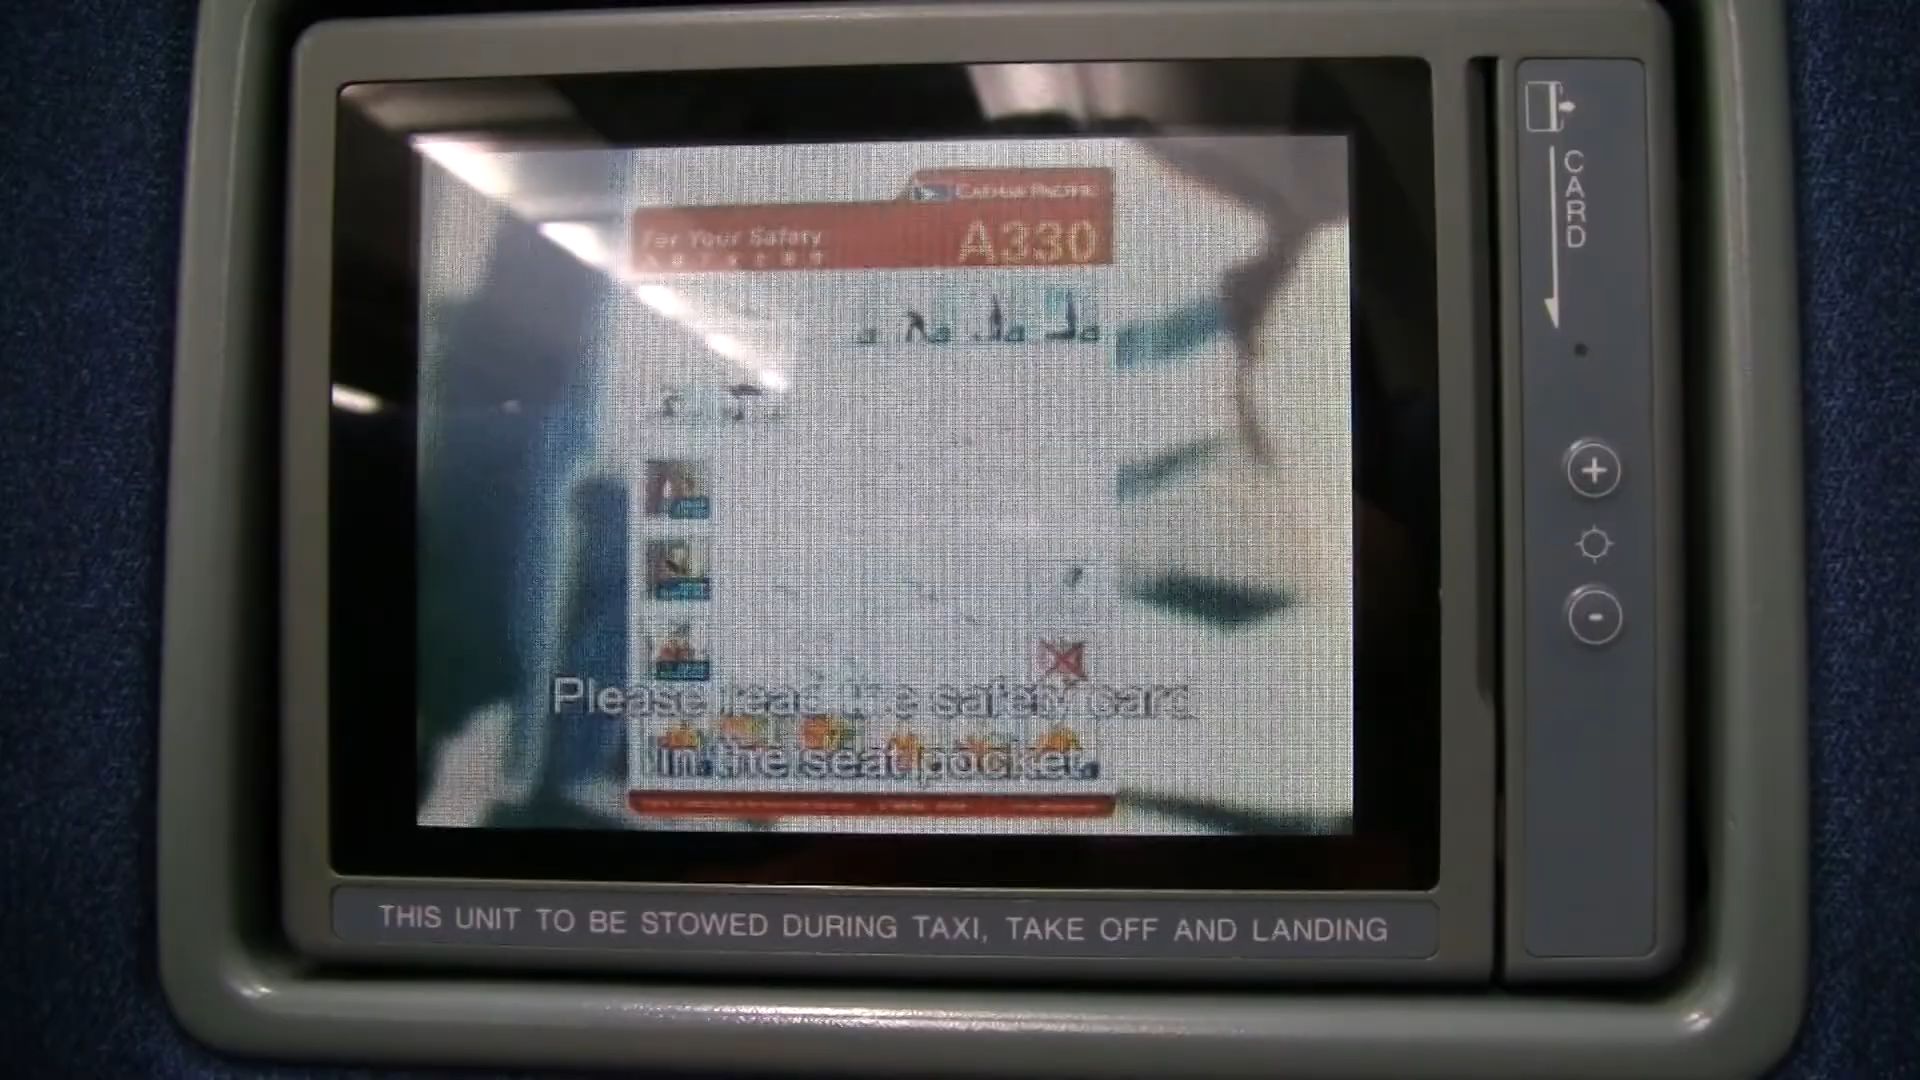 CATHAY PACIFIC
For Your Safety
A330
Please read the safety card
in the seat pocket.
THIS UNIT TO BE STOWED DURING TAXI, TAKE OFF AND LANDING
CARD
+
-